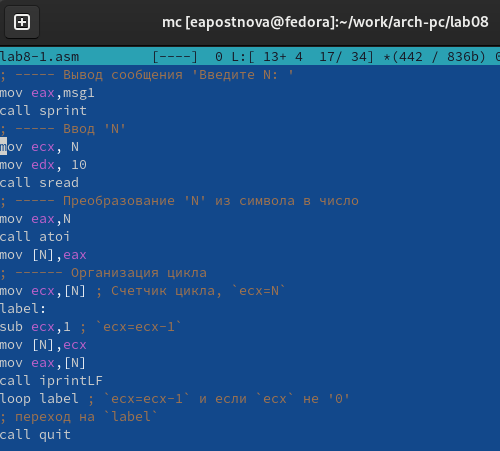 mc [eapostnova@fedora]:~/work/arch-pc/lab08
lab8-1.asm [----] 0 L:[ 13+ 4 17/ 34] *(442 / 836b) 0
; ----- Вывод сообщения 'Введите N: '
mov eax,msg1
call sprint
; ----- Ввод 'N'
mov ecx, N
mov edx, 10
call sread
; ----- Преобразование 'N' из символа в число
mov eax,N
call atoi
mov [N],eax
; ------ Организация цикла
mov ecx,[N] ; Счетчик цикла, `ecx=N`
label:
sub ecx,1 ; `ecx=ecx-1`
mov [N],ecx
mov eax,[N]
call iprintLF
loop label ; `ecx=ecx-1` и если `ecx` не '0'
; переход на `label`
call quit